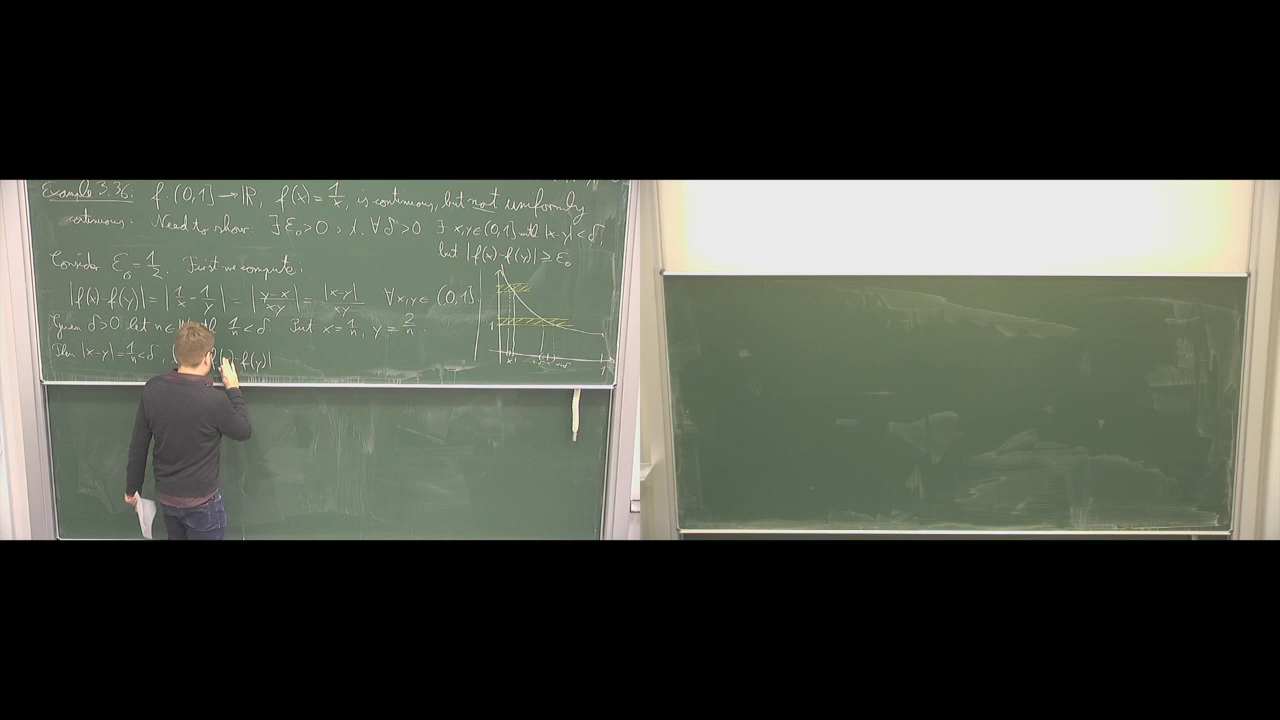 Example 3.36: f: (0,1] → ℝ, f(x) = 1/x, is continuous, but not uniformly
continuous: Need to show: ∃ ε₀>0 s.t. ∀ δ>0 ∃ x,y∈(0,1] with |x-y|<δ,
but |f(x)-f(y)| ≥ ε₀
Consider ε₀ = 1/2. First we compute:
|f(x)-f(y)| = |1/x - 1/y| = |(y-x)/(xy)| = |x-y|/(xy) ∀ x,y ∈ (0,1]
Given δ>0 let n∈ 1/n < δ. Put x = 1/n, y = 2/n.
Then |x-y| = 1/n < δ, f(y)|
1
x
1